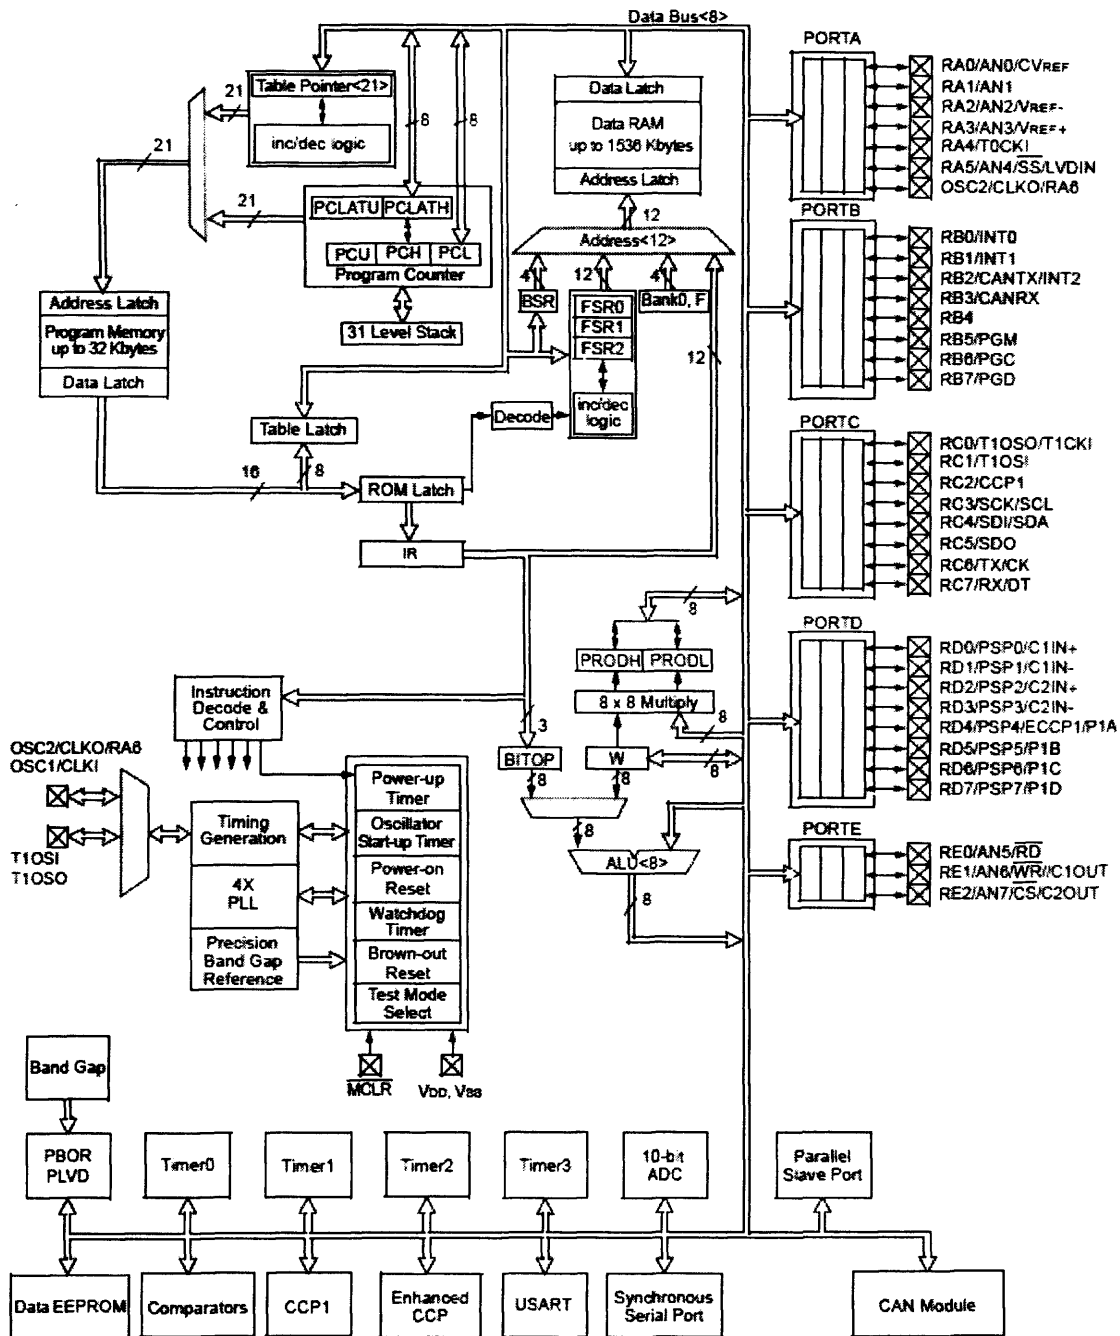 Data Bus<8>
21
21
Table Pointer<21>
inc/dec logic
8
8
21
PCLATU
PCLATH
PCU
PCH
PCL
Program Counter
31 Level Stack
Address Latch
Program Memory
up to 32 Kbytes
Data Latch
Table Latch
16
8
ROM Latch
IR
Data Latch
Data RAM
up to 1536 Kbytes
Address Latch
12
Address<12>
4
12
4
BSR
FSR0
FSR1
FSR2
Bank0, F
12
inc/dec
logic
Decode
8
PRODH
PRODL
8 x 8 Multiply
8
3
BITOP
W
8
8
8
8
ALU<8>
8
Instruction
Decode &
Control
OSC2/CLKO/RA6
OSC1/CLKI
T1OSI
T1OSO
Timing
Generation
4X
PLL
Precision
Band Gap
Reference
Power-up
Timer
Oscillator
Start-up Timer
Power-on
Reset
Watchdog
Timer
Brown-out
Reset
Test Mode
Select
MCLR
VDD, VSS
PORTA
RA0/AN0/CVREF
RA1/AN1
RA2/AN2/VREF-
RA3/AN3/VREF+
RA4/T0CKI
RA5/AN4/SS/LVDIN
OSC2/CLKO/RA6
PORTB
RB0/INT0
RB1/INT1
RB2/CANTX/INT2
RB3/CANRX
RB4
RB5/PGM
RB6/PGC
RB7/PGD
PORTC
RC0/T1OSO/T1CKI
RC1/T1OSI
RC2/CCP1
RC3/SCK/SCL
RC4/SDI/SDA
RC5/SDO
RC6/TX/CK
RC7/RX/DT
PORTD
RD0/PSP0/C1IN+
RD1/PSP1/C1IN-
RD2/PSP2/C2IN+
RD3/PSP3/C2IN-
RD4/PSP4/ECCP1/P1A
RD5/PSP5/P1B
RD6/PSP6/P1C
RD7/PSP7/P1D
PORTE
RE0/AN5/RD
RE1/AN6/WR//C1OUT
RE2/AN7/CS/C2OUT
Band Gap
PBOR
PLVD
Timer0
Timer1
Timer2
Timer3
10-bit
ADC
Parallel
Slave Port
Data EEPROM
Comparators
CCP1
Enhanced
CCP
USART
Synchronous
Serial Port
CAN Module